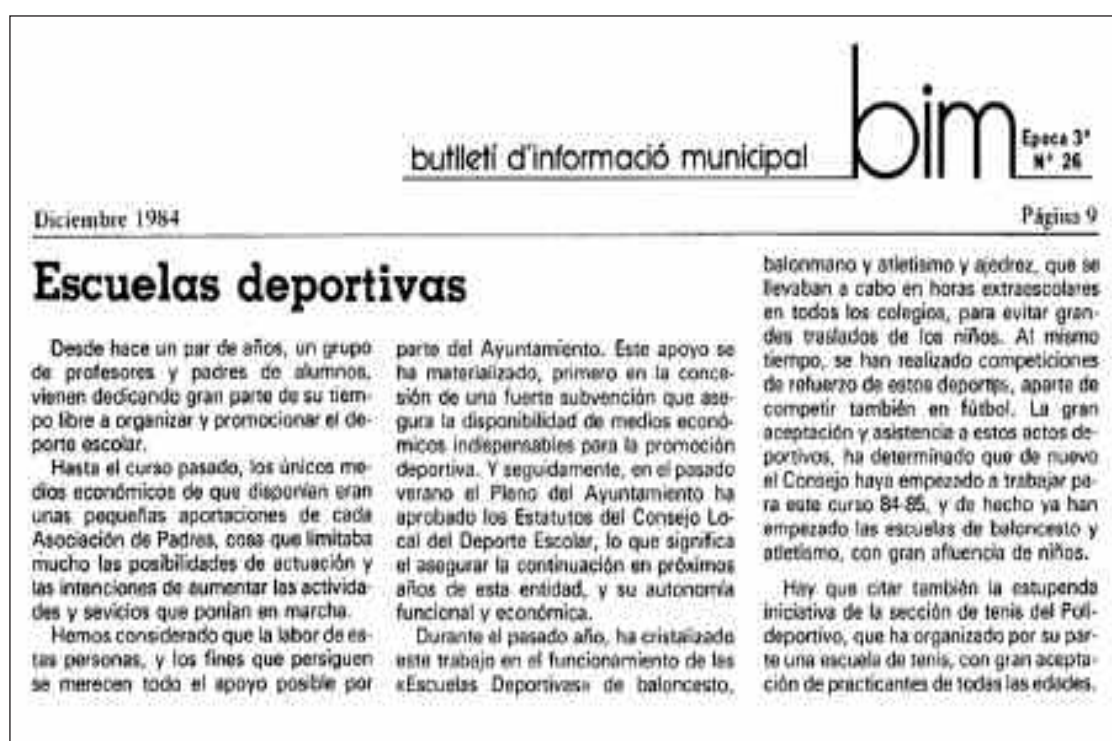 butlletí d'informació municipal
bim
Epoca 3ª
Nº 26
Diciembre 1984
Página 9
Escuelas deportivas
Desde hace un par de años, un grupo
de profesores y padres de alumnos,
vienen dedicando gran parte de su tiem-
po libre a organizar y promocionar el de-
porte escolar.
Hasta el curso pasado, los únicos me-
dios económicos de que disponían eran
unas pequeñas aportaciones de cada
Asociación de Padres, cosa que limitaba
mucho las posibilidades de actuación y
las intenciones de aumentar las activida-
des y sevicios que ponían en marcha.
Hemos considerado que la labor de es-
tas personas, y los fines que persiguen
se merecen todo el apoyo posible por
parte del Ayuntamiento. Este apoyo se
ha materializado, primero en la conce-
sión de una fuerte subvención que ase-
gura la disponibilidad de medios econó-
micos indispensables para la promoción
deportiva. Y seguidamente, en el pasado
verano el Pleno del Ayuntamiento ha
aprobado los Estatutos del Consejo Lo-
cal del Deporte Escolar, lo que significa
el asegurar la continuación en próximos
años de esta entidad, y su autonomía
funcional y económica.
Durante el pasado año, ha cristalizado
este trabajo en el funcionamiento de las
«Escuelas Deportivas» de baloncesto,
balonmano y atletismo y ajedrez, que se
llevaban a cabo en horas extraescolares
en todos los colegios, para evitar gran-
des traslados de los niños. Al mismo
tiempo, se han realizado competiciones
de refuerzo de estos deportes, aparte de
competir también en fútbol. La gran
aceptación y asistencia a estos actos de-
portivos, ha determinado que de nuevo
el Consejo haya empezado a trabajar pa-
ra este curso 84-85, y de hecho ya han
empezado las escuelas de baloncesto y
atletismo, con gran afluencia de niños.
Hay que citar también la estupenda
iniciativa de la sección de tenis del Poli-
deportivo, que ha organizado por su par-
te una escuela de tenis, con gran acepta-
ción de practicantes de todas las edades.